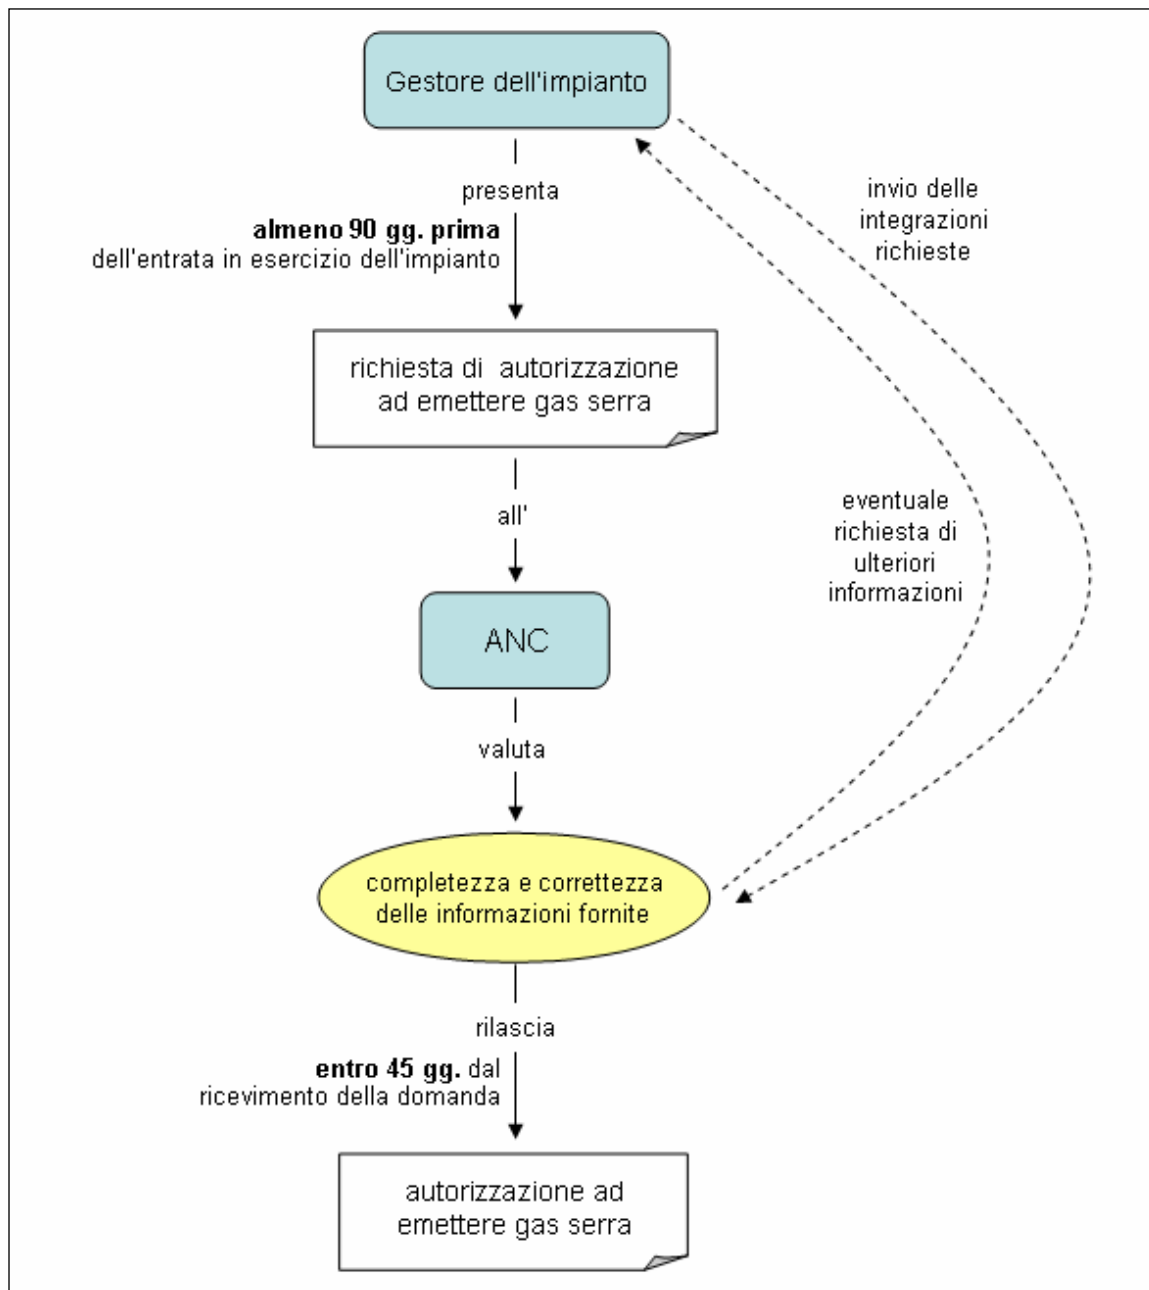 Gestore dell'impianto
presenta
almeno 90 gg. prima
dell'entrata in esercizio dell'impianto
invio delle
integrazioni
richieste
richiesta di autorizzazione
ad emettere gas serra
all'
eventuale
richiesta di
ulteriori
informazioni
ANC
valuta
completezza e correttezza
delle informazioni fornite
rilascia
entro 45 gg. dal
ricevimento della domanda
autorizzazione ad
emettere gas serra